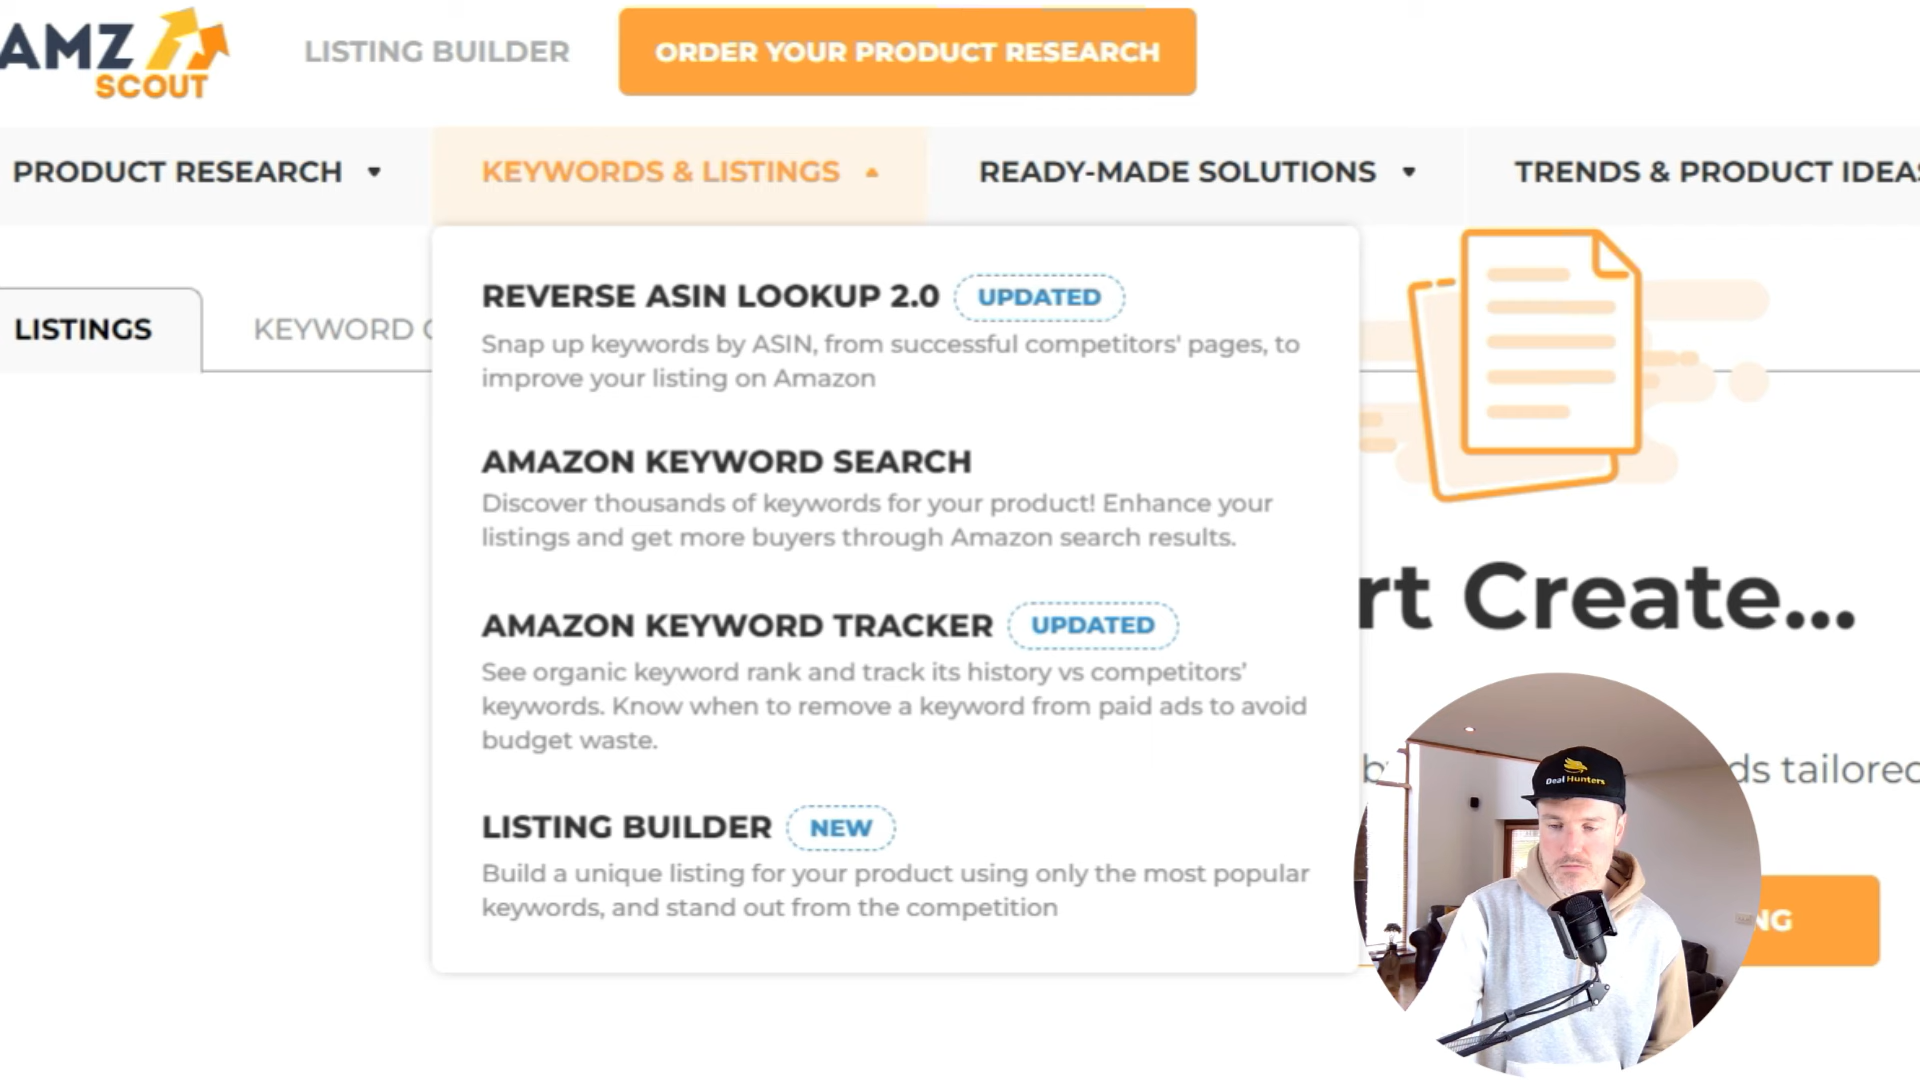 AMZ
SCOUT
LISTING BUILDER
ORDER YOUR PRODUCT RESEARCH
PRODUCT RESEARCH
KEYWORDS & LISTINGS
READY-MADE SOLUTIONS
TRENDS & PRODUCT IDEAS
LISTINGS
KEYWORD
REVERSE ASIN LOOKUP 2.0 UPDATED
Snap up keywords by ASIN, from successful competitors' pages, to
improve your listing on Amazon
AMAZON KEYWORD SEARCH
Discover thousands of keywords for your product! Enhance your
listings and get more buyers through Amazon search results.
AMAZON KEYWORD TRACKER UPDATED
See organic keyword rank and track its history vs competitors’
keywords. Know when to remove a keyword from paid ads to avoid
budget waste.
LISTING BUILDER NEW
Build a unique listing for your product using only the most popular
keywords, and stand out from the competition
rt Create...
ds tailored
NG
Deal Hunters